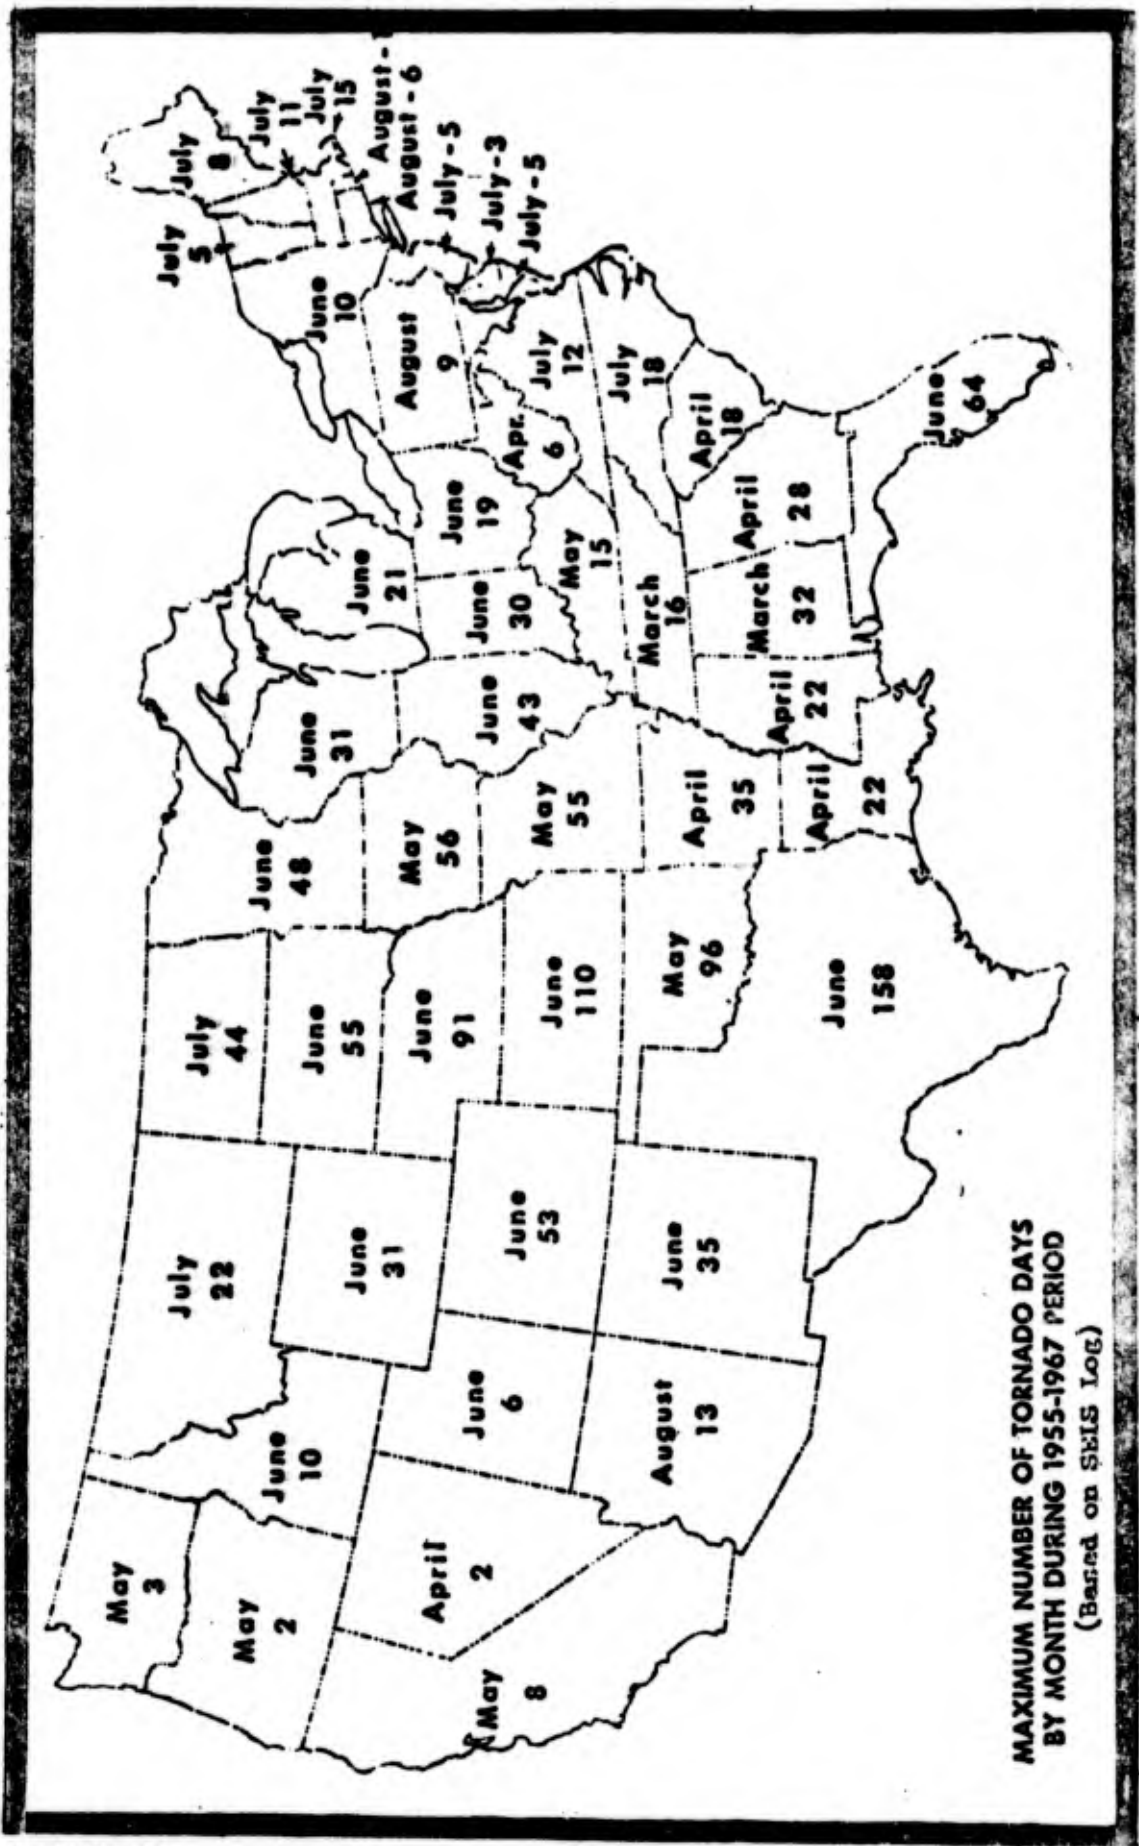 May
3
May
2
May
8
April
2
June
10
July
22
June
31
June
6
June
53
August
13
June
35
July
44
June
55
June
91
June
110
May
96
June
158
June
48
May
56
May
55
April
35
April
22
June
31
June
43
June
21
June
30
June
19
May
15
March
16
April
22
March
32
April
28
June
64
April
18
July
18
July
12
Apr.
6
August
9
June
10
July
5
July
8
July
11
July
15
August -
August - 6
July - 5
July - 3
July - 5
MAXIMUM NUMBER OF TORNADO DAYS
BY MONTH DURING 1955-1967 PERIOD
(Based on SELS Log)